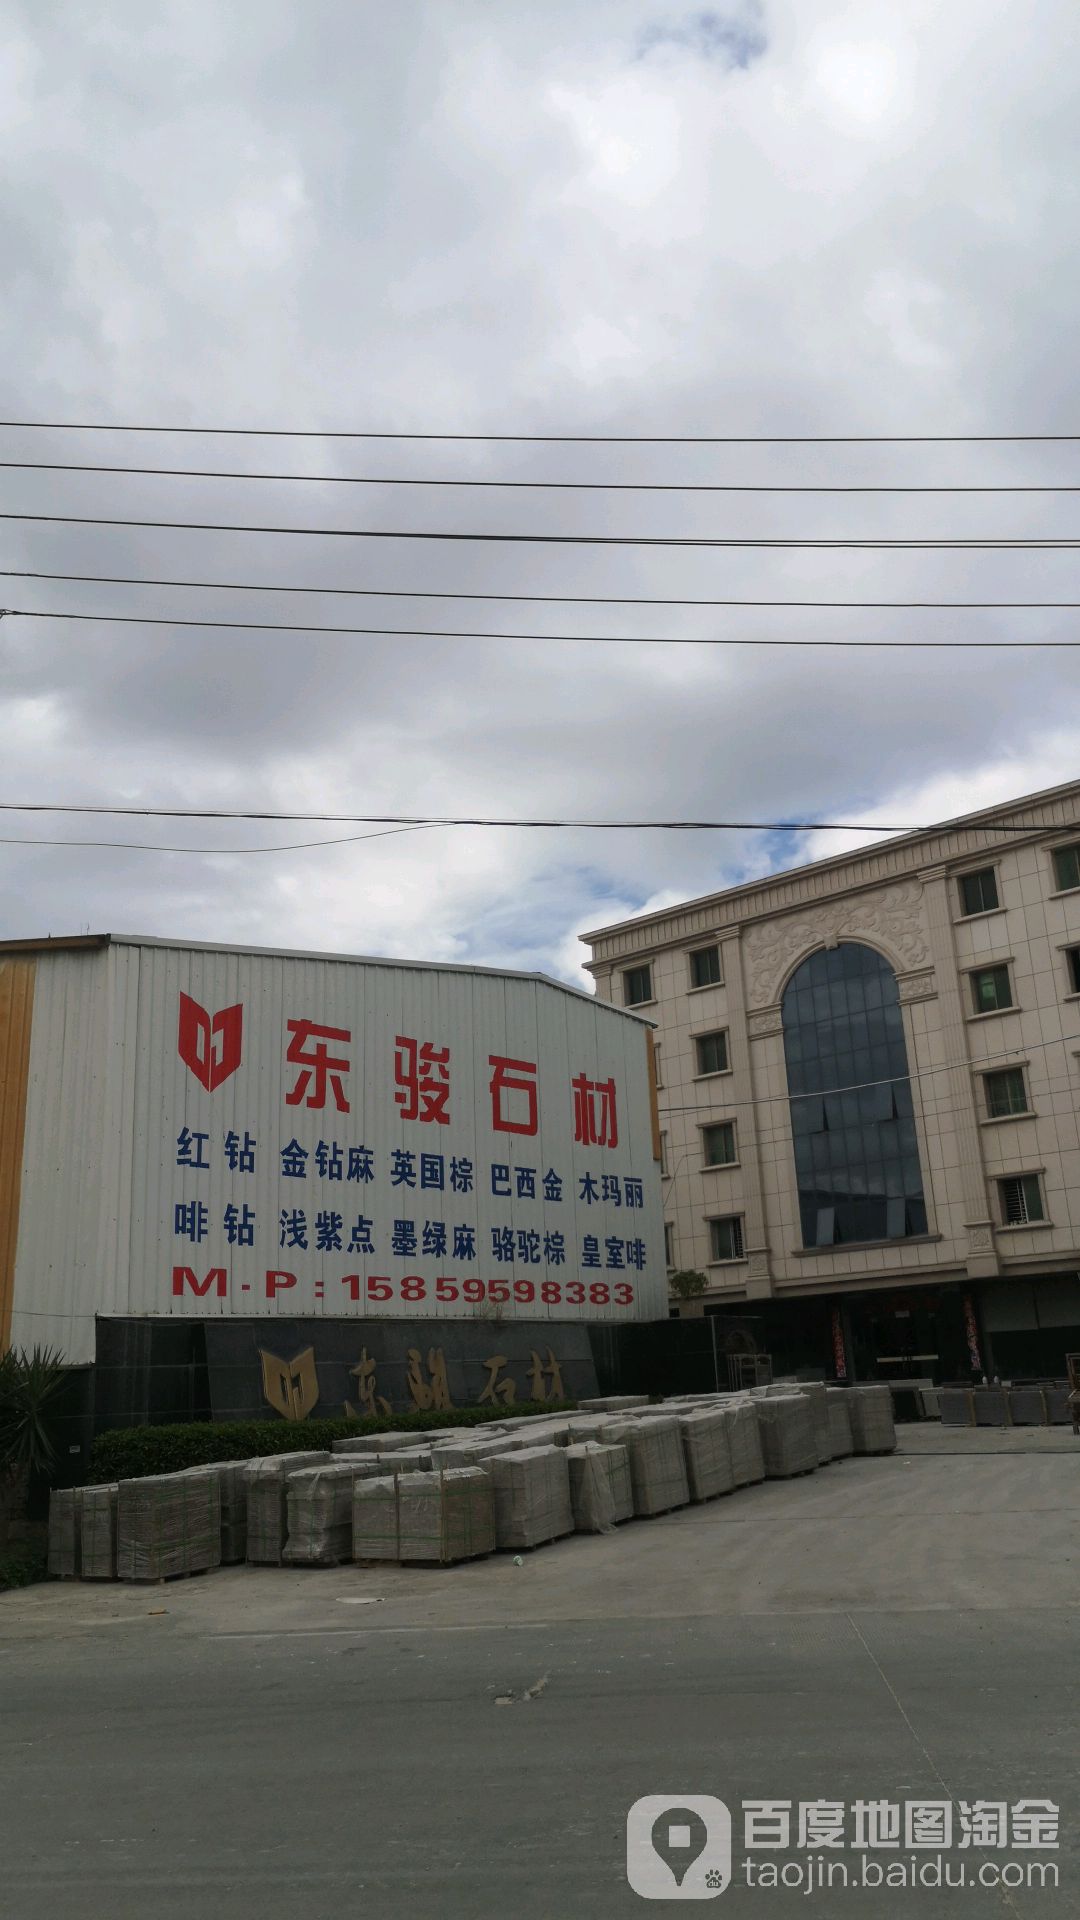 东骏石材
红钻 金钻麻 英国棕 巴西金 木玛丽
啡钻 浅紫点 墨绿麻 骆驼棕 皇室啡
M-P:15859598383
东骏石材
百度地图淘金
taojin.baidu.com